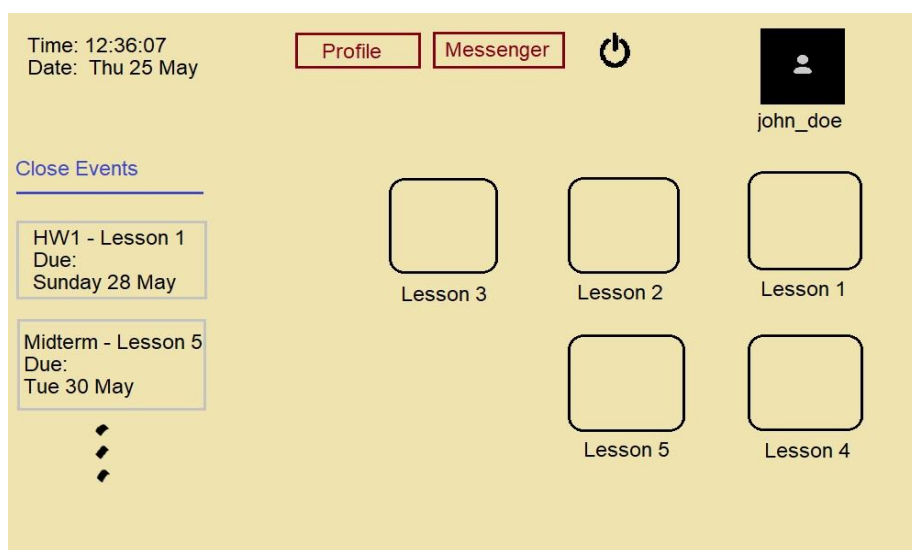 Time: 12:36:07
Date: Thu 25 May
Profile
Messenger
john_doe
Close Events
HW1 - Lesson 1
Due:
Sunday 28 May
Midterm - Lesson 5
Due:
Tue 30 May
Lesson 3
Lesson 2
Lesson 1
Lesson 5
Lesson 4